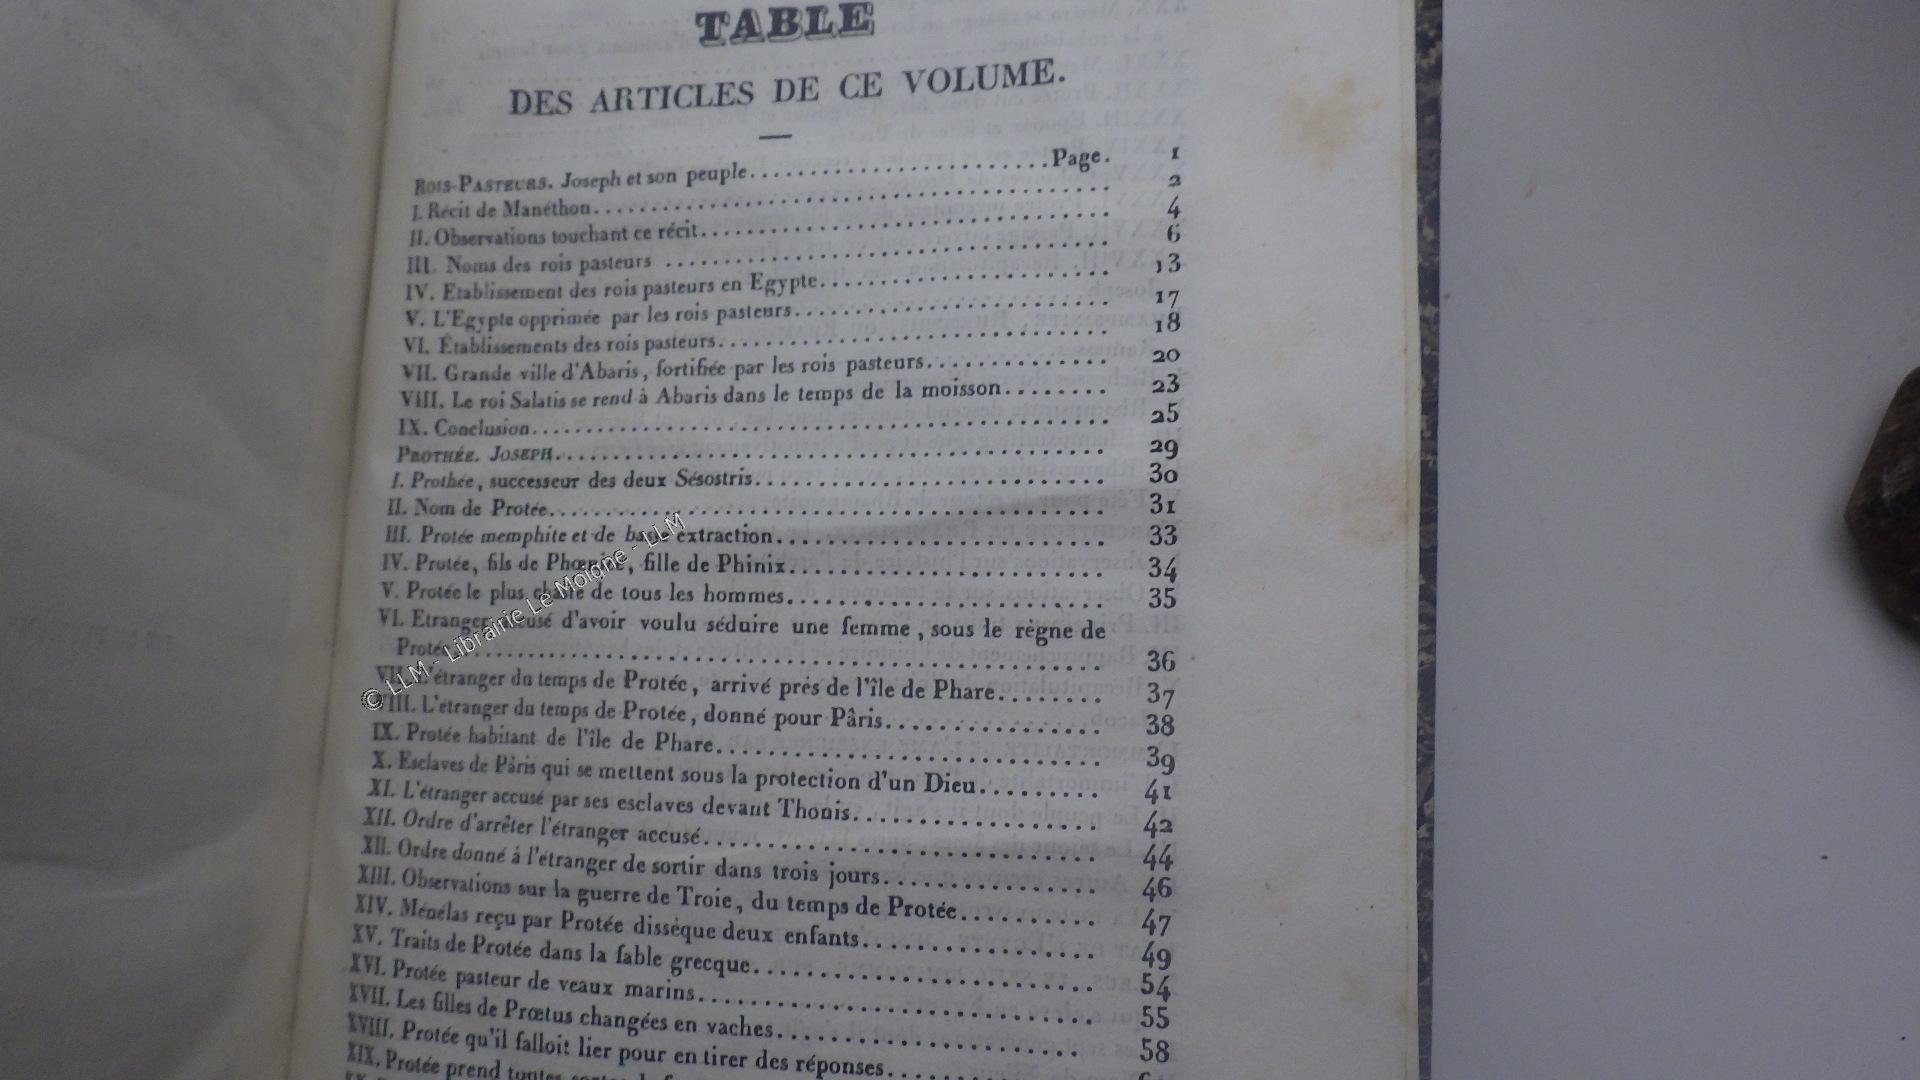 TABLE
DES ARTICLES DE CE VOLUME.
ROIS-PASTEURS. Joseph et son peuple.....Page. 1
I. Récit de Manéthon..... 2
II. Observations touchant ce récit..... 4
III. Noms des rois pasteurs ..... 6
IV. Etablissement des rois pasteurs en Egypte..... 13
V. L'Egypte opprimée par les rois pasteurs..... 17
VI. Établissements des rois pasteurs..... 18
VII. Grande ville d'Abaris, fortifiée par les rois pasteurs..... 20
VIII. Le roi Salatis se rend à Abaris dans le temps de la moisson..... 23
IX. Conclusion..... 25
PROTHÉE. JOSEPH..... 29
I. Prothée, successeur des deux Sésostris..... 30
II. Nom de Protée..... 31
III. Protée memphite et de basse extraction..... 33
IV. Protée, fils de Phœnice, fille de Phinix..... 34
V. Protée le plus chaste de tous les hommes..... 35
VI. Etranger accusé d'avoir voulu séduire une femme, sous le règne de
Protée..... 36
VII. L'étranger du temps de Protée, arrivé près de l'île de Phare..... 37
VIII. L'étranger du temps de Protée, donné pour Pâris..... 38
IX. Protée habitant de l'île de Phare..... 39
X. Esclaves de Pâris qui se mettent sous la protection d'un Dieu..... 41
XI. L'étranger accusé par ses esclaves devant Thonis..... 42
XII. Ordre d'arrêter l'étranger accusé..... 44
XII. Ordre donné à l'étranger de sortir dans trois jours..... 46
XIII. Observations sur la guerre de Troie, du temps de Protée..... 47
XIV. Ménélas reçu par Protée dissèque deux enfants..... 49
XV. Traits de Protée dans la fable grecque..... 54
XVI. Protée pasteur de veaux marins..... 55
XVII. Les filles de Prœtus changées en vaches..... 58
XVIII. Protée qu'il falloit lier pour en tirer des réponses.....
XIX. Protée prend toutes sortes de
© LLM - Librairie Le Moigne - LLM